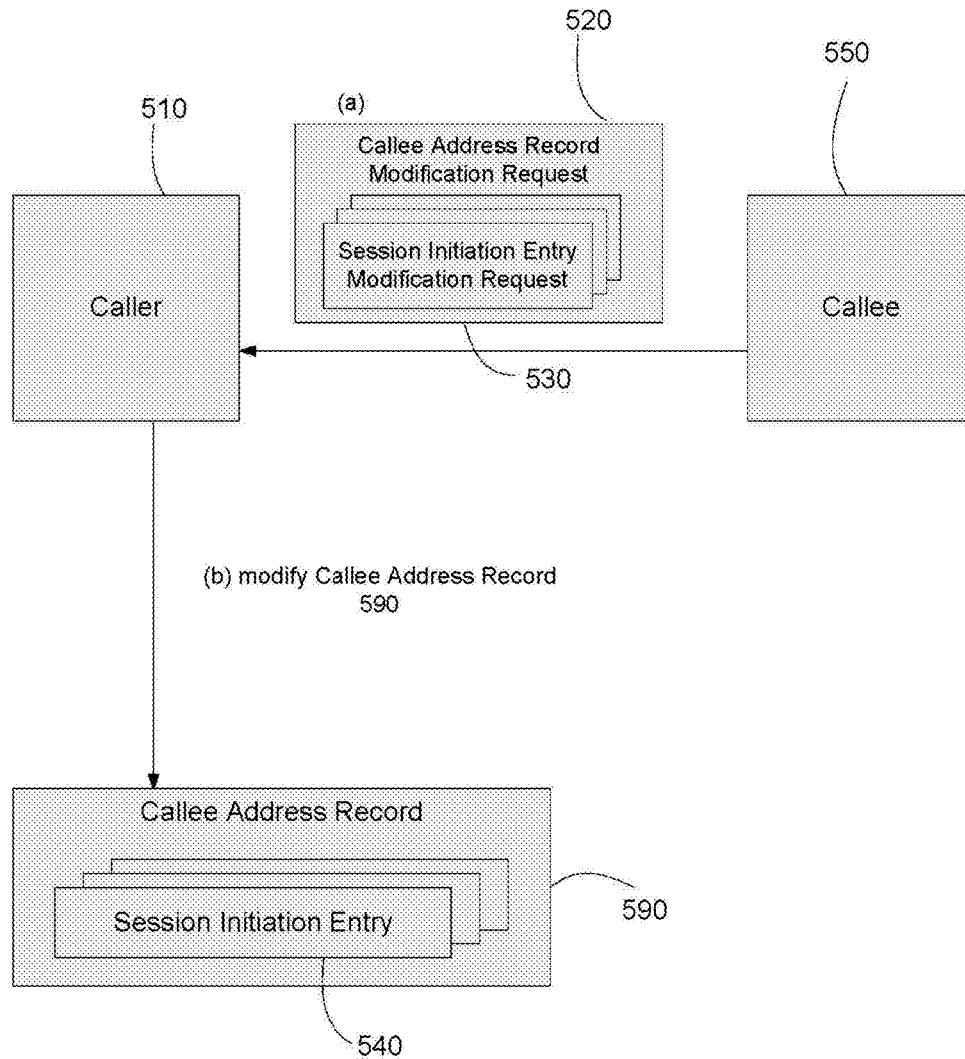 520
550
(a)
510
Callee Address Record
Modification Request
Session Initiation Entry
Modification Request
Caller
Callee
530
(b) modify Callee Address Record
590
Callee Address Record
Session Initiation Entry
590
540